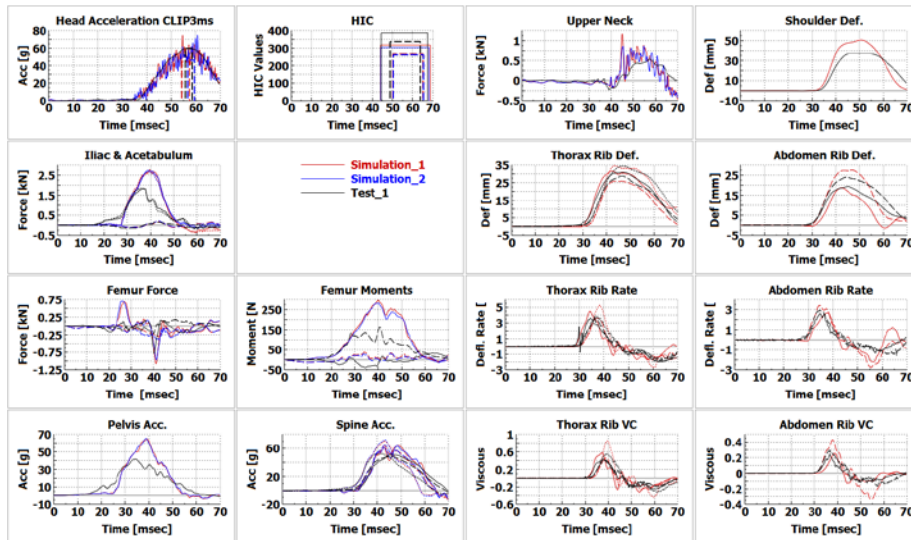 Head Acceleration CLIP3ms
Acc [g]
80
60
40
20
0
0 10 20 30 40 50 60 70
Time [msec]
HIC
HIC Values
400
300
200
100
0
0 10 20 30 40 50 60 70
Time [msec]
Upper Neck
Force [kN]
1
0.5
0
-0.5
0 10 20 30 40 50 60 70
Time [msec]
Shoulder Def.
Def [mm]
50
30
10
-10
0 10 20 30 40 50 60 70
Time [msec]
Iliac & Acetabulum
Force [kN]
2.5
1.5
0.5
-0.5
0 10 20 30 40 50 60 70
Time [msec]
Simulation_1
Simulation_2
Test_1
Thorax Rib Def.
Def [mm]
35
25
15
5
-5
0 10 20 30 40 50 60 70
Time [msec]
Abdomen Rib Def.
Def [mm]
25
15
5
-5
0 10 20 30 40 50 60 70
Time [msec]
Femur Force
Force [kN]
0.75
0.25
-0.25
-0.75
-1.25
0 10 20 30 40 50 60 70
Time [msec]
Femur Moments
Moment [N
250
150
50
-50
0 10 20 30 40 50 60 70
Time [msec]
Thorax Rib Rate
Defl. Rate [
5
3
1
-1
-3
0 10 20 30 40 50 60 70
Time [msec]
Abdomen Rib Rate
Defl. Rate [
3
1
-1
-3
0 10 20 30 40 50 60 70
Time [msec]
Pelvis Acc.
Acc [g]
70
50
30
10
-10
0 10 20 30 40 50 60 70
Time [msec]
Spine Acc.
Acc [g]
60
20
-20
0 10 20 30 40 50 60 70
Time [msec]
Thorax Rib VC
Viscous
1
0.6
0.2
-0.2
-0.6
0 10 20 30 40 50 60 70
Time [msec]
Abdomen Rib VC
Viscous
0.4
0.2
0
-0.2
-0.4
0 10 20 30 40 50 60 70
Time [msec]